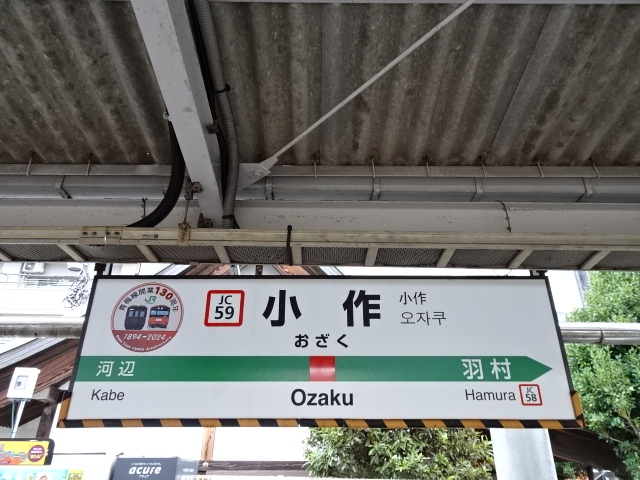 青梅線開業130周年
JR
1894-2024
JC
59
小作
小作
오자쿠
おざく
河辺
羽村
Kabe
Ozaku
Hamura
JC
58
acure